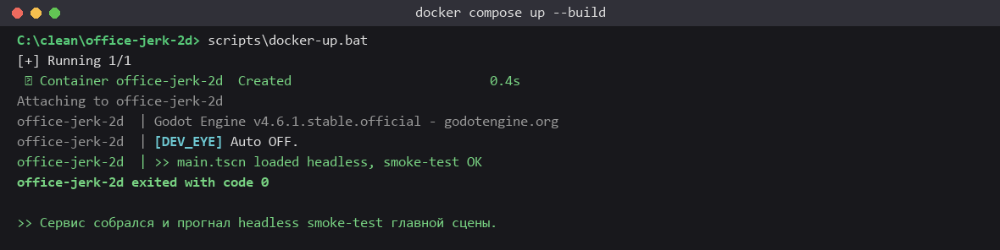 docker compose up --build
C:\clean\office-jerk-2d> scripts\docker-up.bat
[+] Running 1/1
Container office-jerk-2d  Created                          0.4s
Attaching to office-jerk-2d
office-jerk-2d  | Godot Engine v4.6.1.stable.official - godotengine.org
office-jerk-2d  | [DEV_EYE] Auto OFF.
office-jerk-2d  | >> main.tscn loaded headless, smoke-test OK
office-jerk-2d exited with code 0
>> Сервис собрался и прогнал headless smoke-test главной сцены.